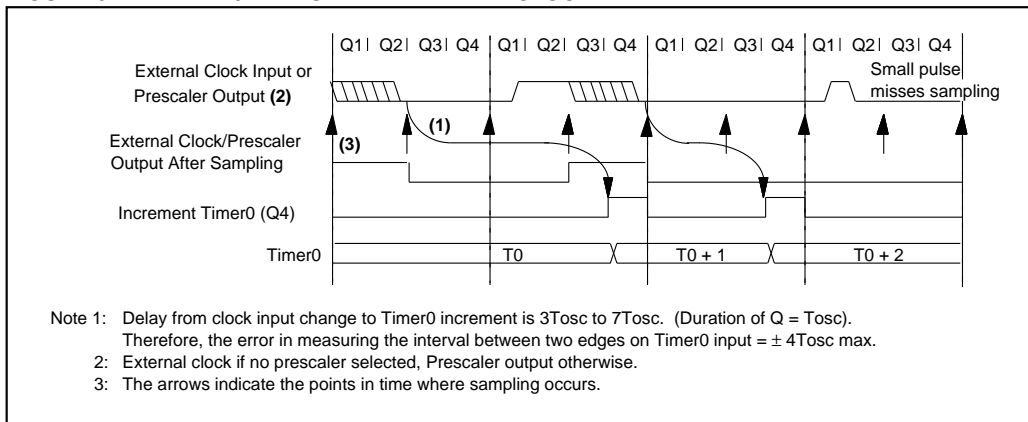 Q1| Q2| Q3| Q4 Q1| Q2| Q3| Q4 Q1| Q2| Q3| Q4 Q1| Q2| Q3| Q4
External Clock Input or
Prescaler Output (2)
Small pulse
misses sampling
(1)
(3)
External Clock/Prescaler
Output After Sampling
Increment Timer0 (Q4)
Timer0 T0 T0 + 1 T0 + 2
Note 1: Delay from clock input change to Timer0 increment is 3Tosc to 7Tosc. (Duration of Q = Tosc).
Therefore, the error in measuring the interval between two edges on Timer0 input = ± 4Tosc max.
2: External clock if no prescaler selected, Prescaler output otherwise.
3: The arrows indicate the points in time where sampling occurs.